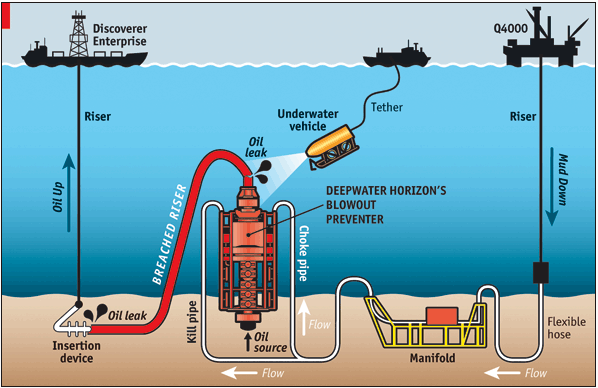 Discoverer
Enterprise
Q4000
Riser
Underwater
vehicle
Tether
Riser
Oil
leak
Oil Up
Mud Down
BREACHED RISER
DEEPWATER HORIZON'S
BLOWOUT
PREVENTER
Choke pipe
Kill pipe
Oil leak
Insertion
device
Oil
source
Flow
Manifold
Flexible
hose
Flow
Flow